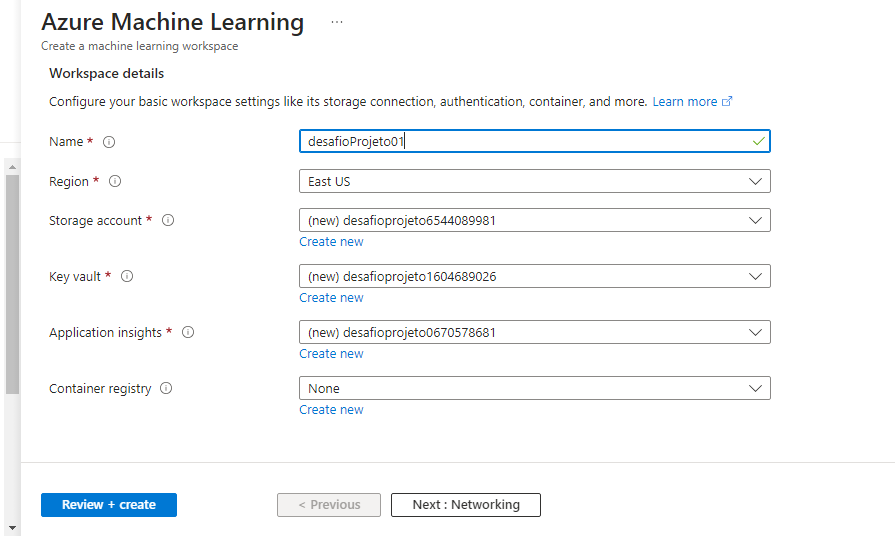 Azure Machine Learning ...
Create a machine learning workspace
Workspace details
Configure your basic workspace settings like its storage connection, authentication, container, and more. Learn more
Name *
desafioProjeto01
Region *
East US
Storage account *
(new) desafioprojeto6544089981
Create new
Key vault *
(new) desafioprojeto1604689026
Create new
Application insights *
(new) desafioprojeto0670578681
Create new
Container registry
None
Create new
Review + create
< Previous
Next : Networking